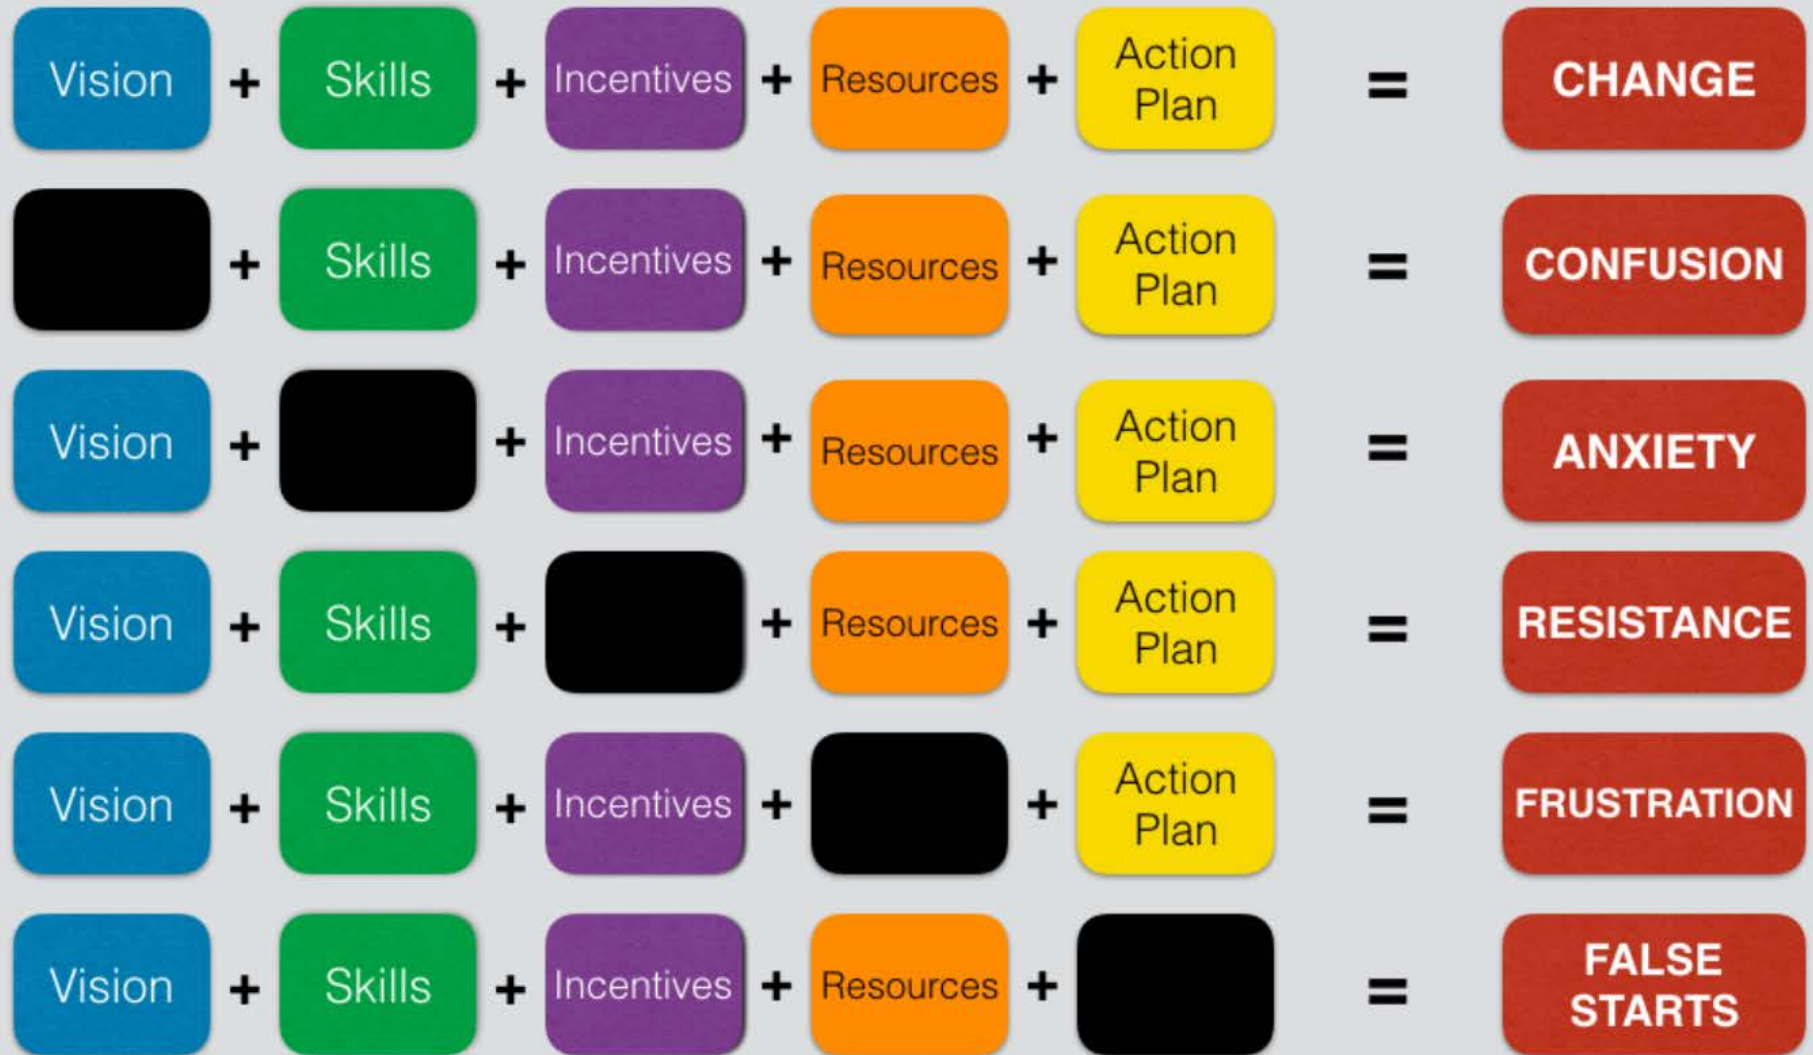 Vision + Skills + Incentives + Resources + Action Plan = CHANGE
+ Skills + Incentives + Resources + Action Plan = CONFUSION
Vision + + Incentives + Resources + Action Plan = ANXIETY
Vision + Skills + + Resources + Action Plan = RESISTANCE
Vision + Skills + Incentives + + Action Plan = FRUSTRATION
Vision + Skills + Incentives + Resources + = FALSE STARTS